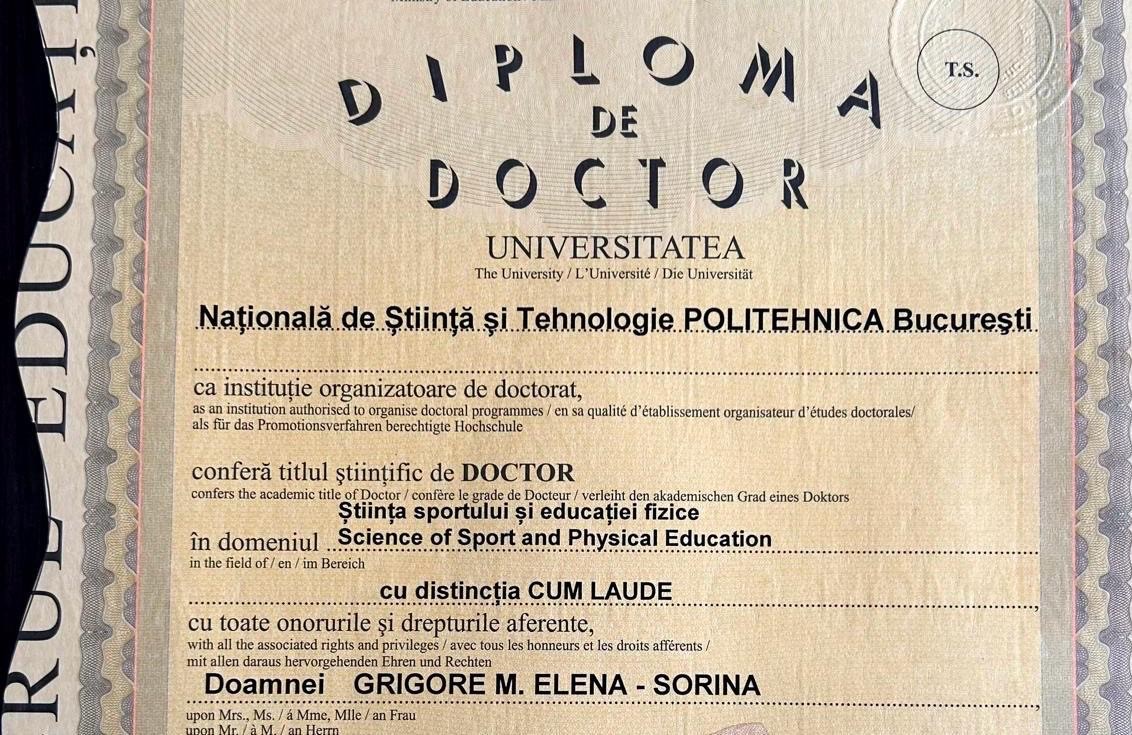 DIPLOMA
T.S.
DE
DOCTOR
UNIVERSITATEA
The University / L'Université / Die Universität
Națională de Știință și Tehnologie POLITEHNICA București
ca instituție organizatoare de doctorat,
as an institution authorised to organise doctoral programmes / en sa qualité d'établissement organisateur d'études doctorales/
als für das Promotionsverfahren berechtigte Hochschule
conferă titlul ştiinţific de DOCTOR
confers the academic title of Doctor / confère le grade de Docteur / verleiht den akademischen Grad eines Doktors
Știința sportului și educației fizice
în domeniul Science of Sport and Physical Education
in the field of / en / im Bereich
cu distincția CUM LAUDE
cu toate onorurile şi drepturile aferente,
with all the associated rights and privileges / avec tous les honneurs et les droits afférents /
mit allen daraus hervorgehenden Ehren und Rechten
Doamnei GRIGORE M. ELENA - SORINA
upon Mrs., Ms. / á Mme, Mlle / an Frau
upon Mr. / à M. / an Herrn